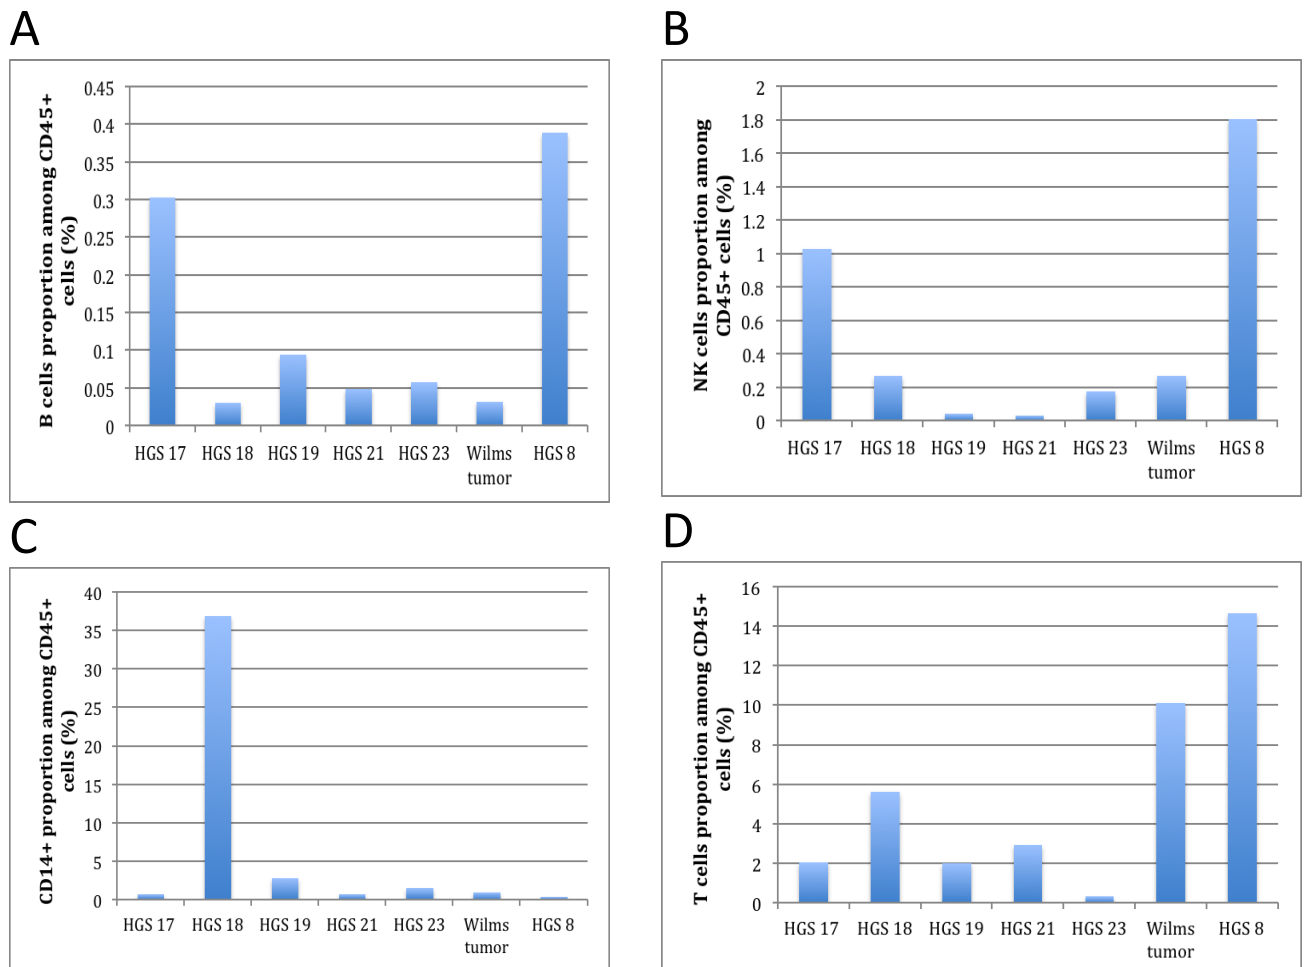 A
B cells proportion among CD45+
cells (%)
0.45
0.4
0.35
0.3
0.25
0.2
0.15
0.1
0.05
0
HGS 17 HGS 18 HGS 19 HGS 21 HGS 23 Wilms HGS 8
tumor
B
NK cells proportion among
CD45+ cells (%)
2
1.8
1.6
1.4
1.2
1
0.8
0.6
0.4
0.2
0
HGS 17 HGS 18 HGS 19 HGS 21 HGS 23 Wilms HGS 8
tumor
C
CD14+ proportion among CD45+
cells (%)
40
35
30
25
20
15
10
5
0
HGS 17 HGS 18 HGS 19 HGS 21 HGS 23 Wilms HGS 8
tumor
D
T cells proportion among CD45+
cells (%)
16
14
12
10
8
6
4
2
0
HGS 17 HGS 18 HGS 19 HGS 21 HGS 23 Wilms HGS 8
tumor